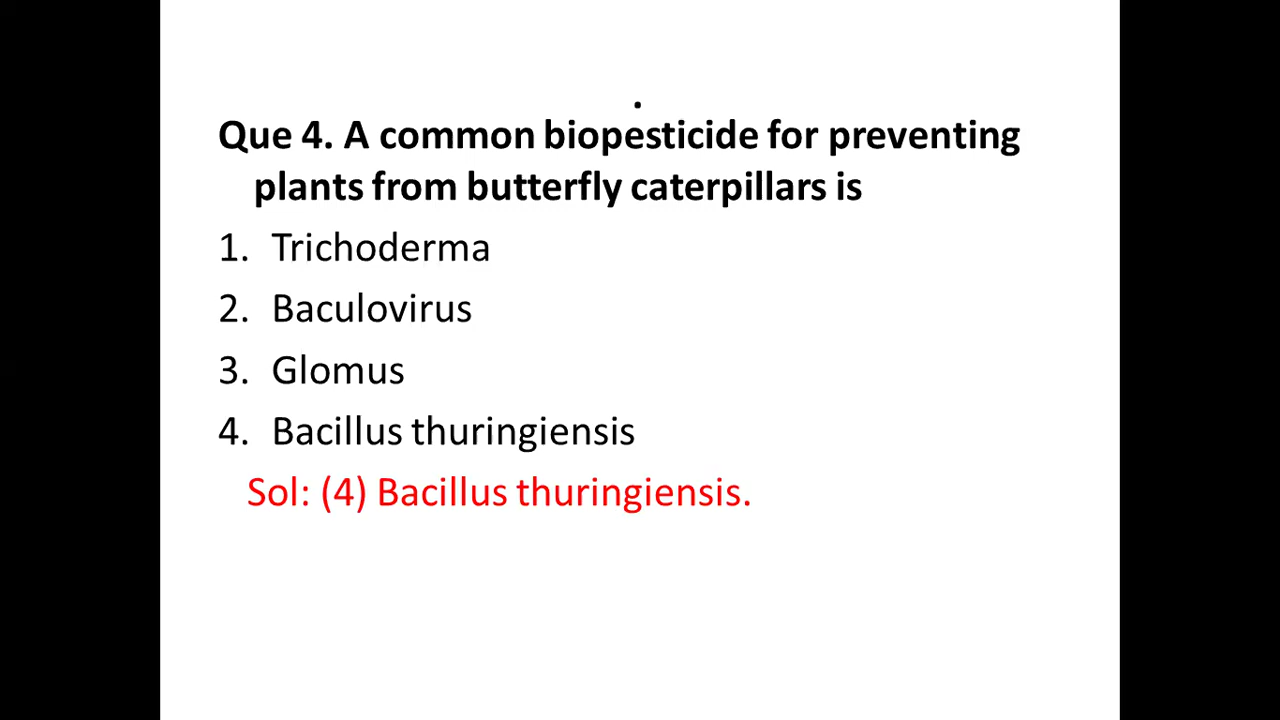 .
Que 4. A common biopesticide for preventing
plants from butterfly caterpillars is
1. Trichoderma
2. Baculovirus
3. Glomus
4. Bacillus thuringiensis
Sol: (4) Bacillus thuringiensis.